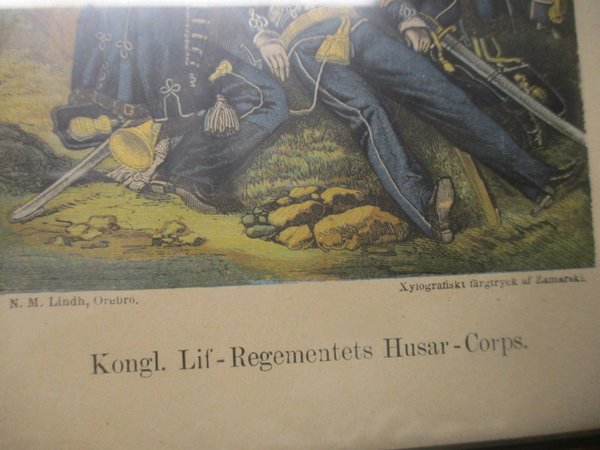 N. M. Lindh, Örebro.
Xylografiskt färgtryck af Zamarski.
Kongl. Lif-Regementets Husar-Corps.